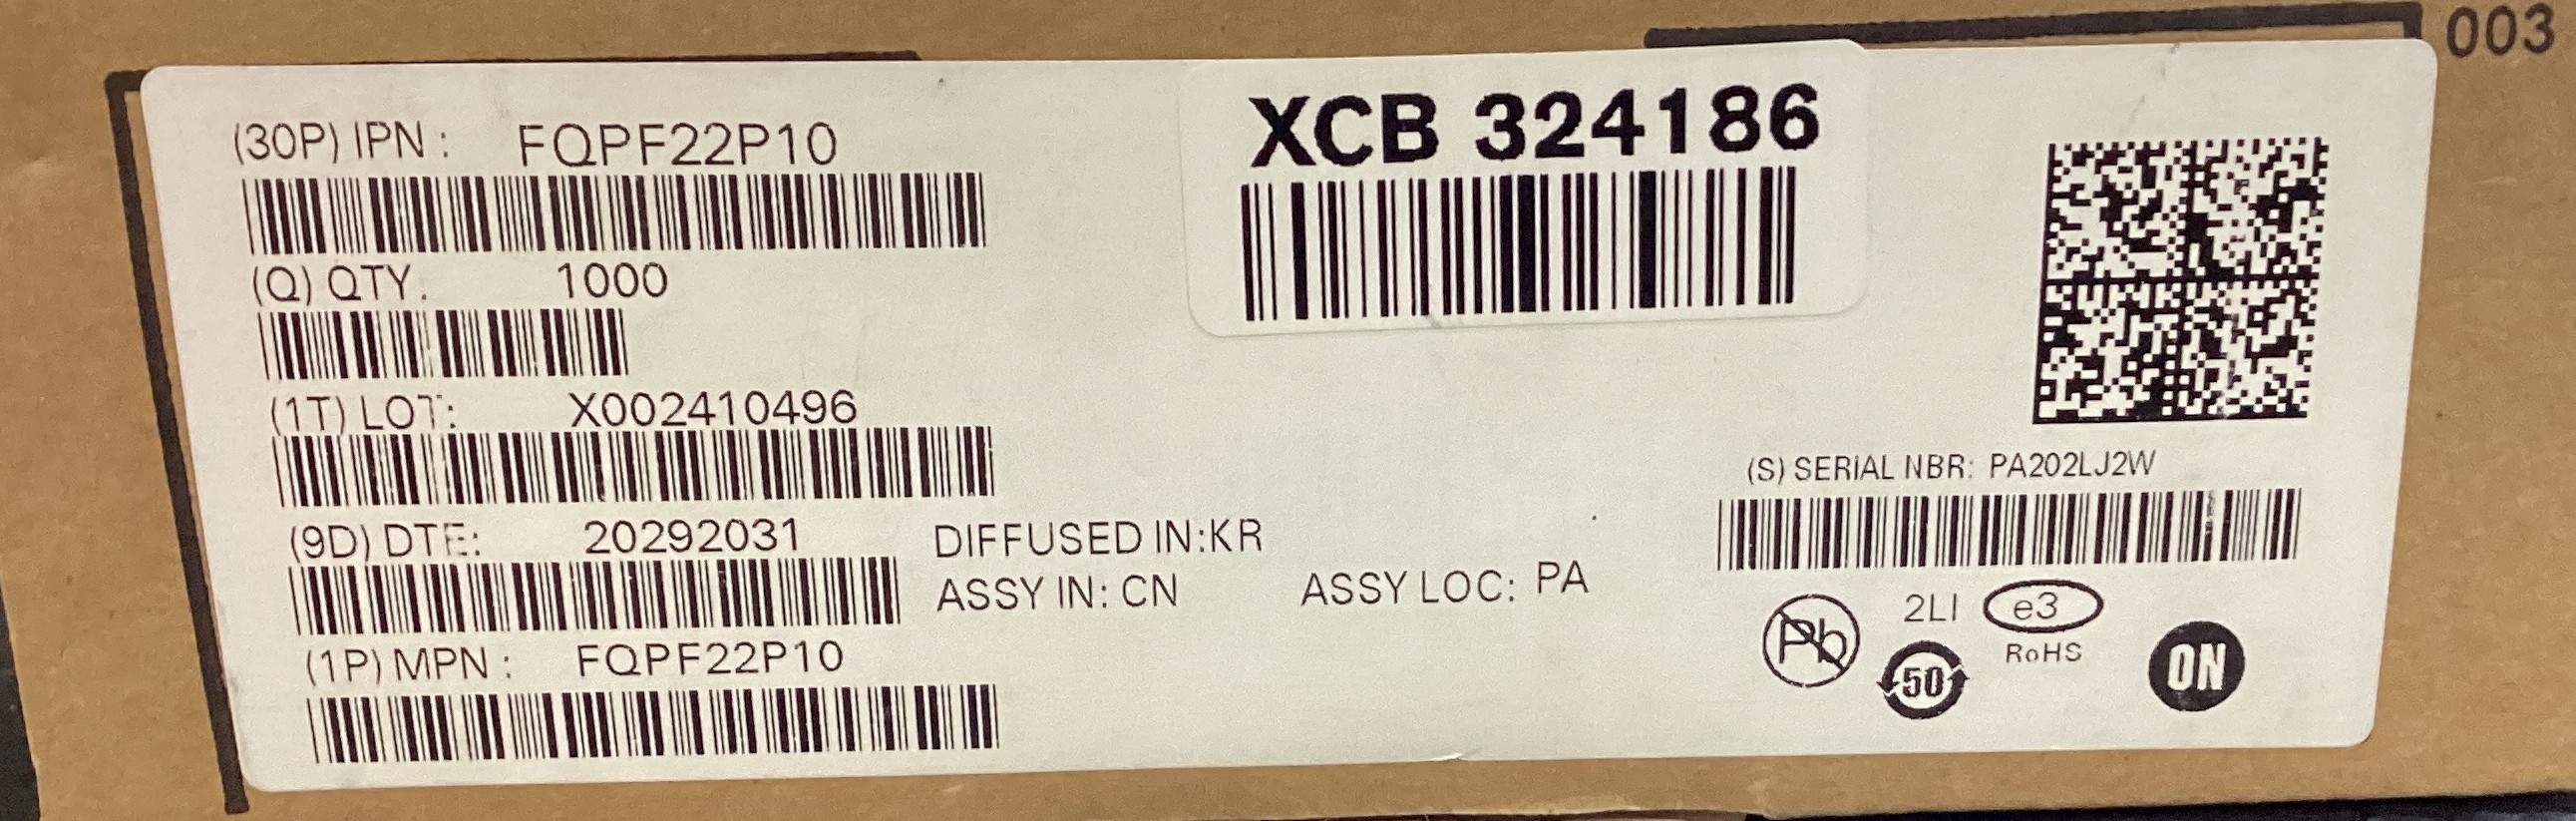 003
XCB 324186
(30P) IPN : FQPF22P10
(Q) QTY: 1000
(1T) LOT: X002410496
(9D) DTE: 20292031
DIFFUSED IN:KR
ASSY IN: CN
ASSY LOC: PA
(1P) MPN : FQPF22P10
(S) SERIAL NBR: PA202LJ2W
Pb
2LI
e3
RoHS
50
ON